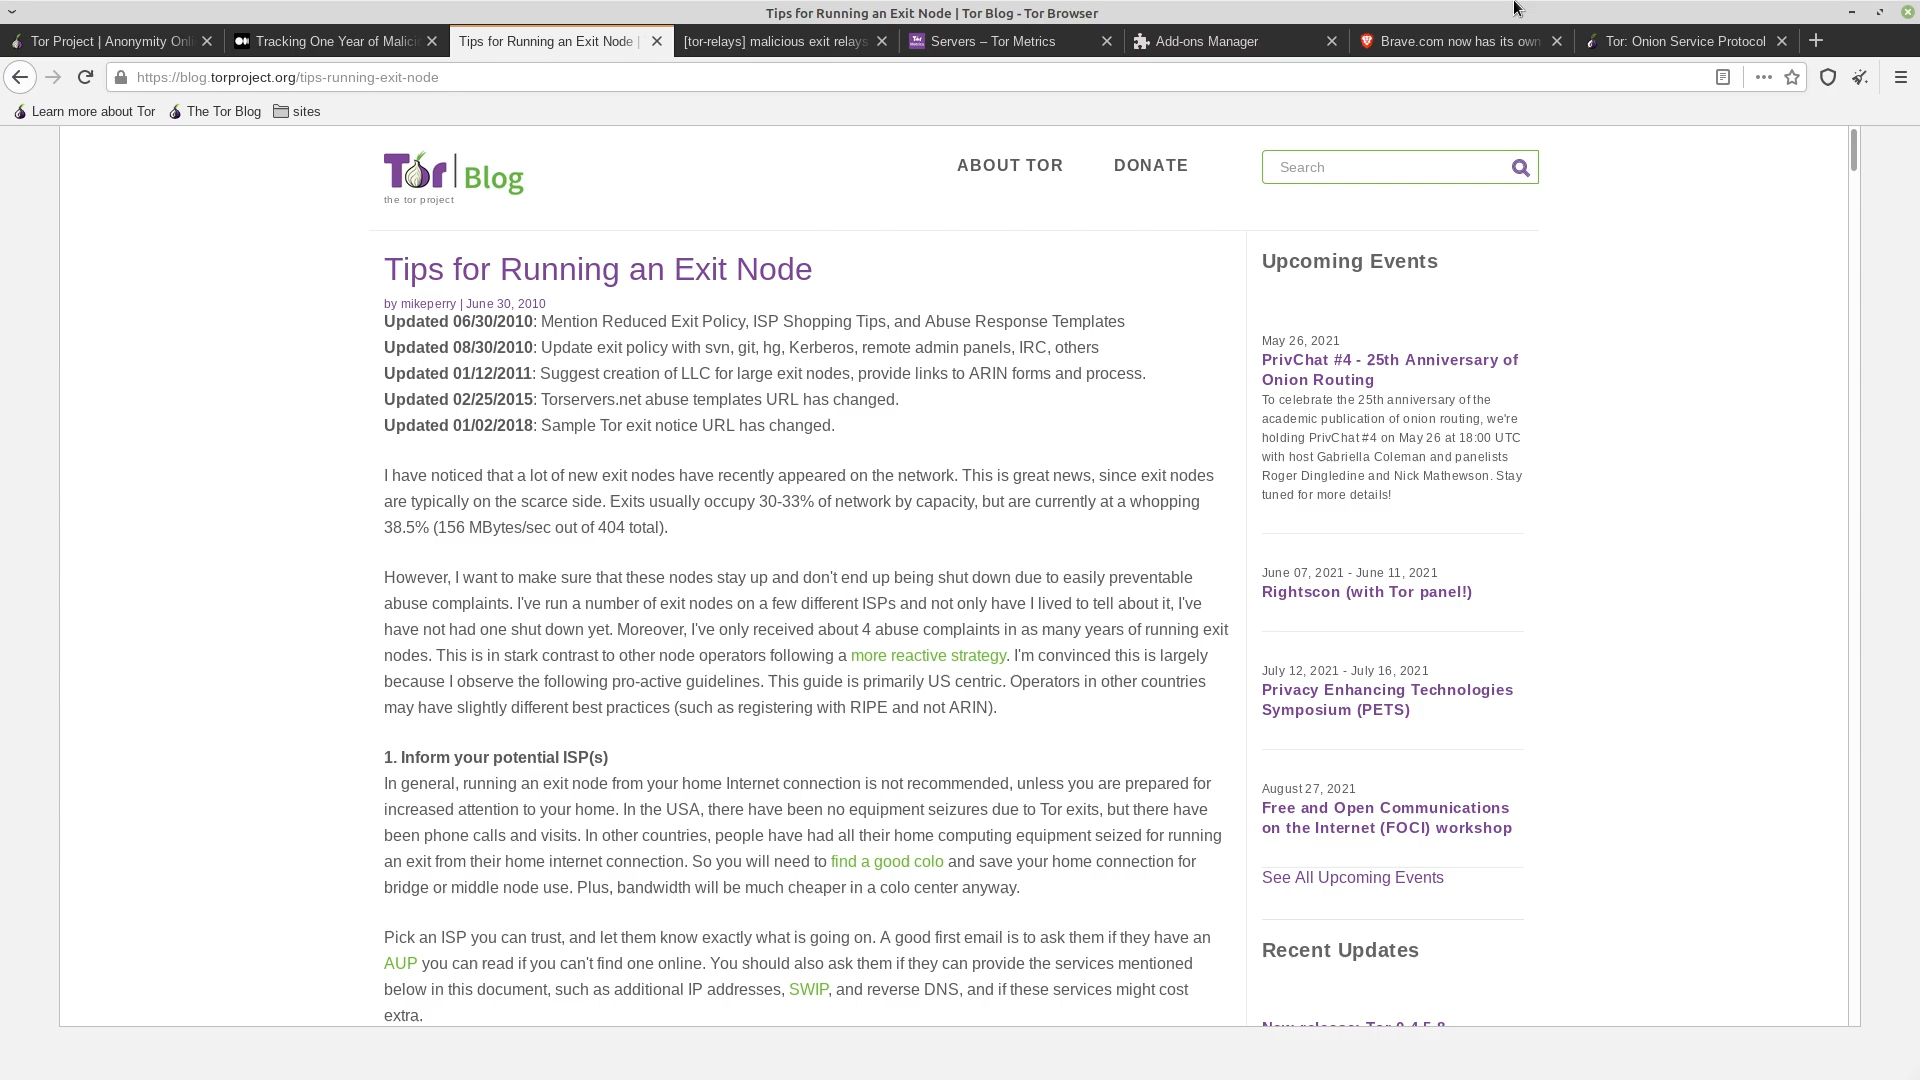 Tips for Running an Exit Node | Tor Blog - Tor Browser
Tor Project | Anonymity Onli
Tracking One Year of Malici
Tips for Running an Exit Node |
[tor-relays] malicious exit relays
Servers – Tor Metrics
Add-ons Manager
Brave.com now has its own
Tor: Onion Service Protocol
https://blog.torproject.org/tips-running-exit-node
Learn more about Tor
The Tor Blog
sites
Tor | Blog
the tor project
ABOUT TOR
DONATE
Search
Tips for Running an Exit Node
by mikeperry | June 30, 2010
Updated 06/30/2010: Mention Reduced Exit Policy, ISP Shopping Tips, and Abuse Response Templates
Updated 08/30/2010: Update exit policy with svn, git, hg, Kerberos, remote admin panels, IRC, others
Updated 01/12/2011: Suggest creation of LLC for large exit nodes, provide links to ARIN forms and process.
Updated 02/25/2015: Torservers.net abuse templates URL has changed.
Updated 01/02/2018: Sample Tor exit notice URL has changed.
I have noticed that a lot of new exit nodes have recently appeared on the network. This is great news, since exit nodes
are typically on the scarce side. Exits usually occupy 30-33% of network by capacity, but are currently at a whopping
38.5% (156 MBytes/sec out of 404 total).
However, I want to make sure that these nodes stay up and don't end up being shut down due to easily preventable
abuse complaints. I've run a number of exit nodes on a few different ISPs and not only have I lived to tell about it, I've
have not had one shut down yet. Moreover, I've only received about 4 abuse complaints in as many years of running exit
nodes. This is in stark contrast to other node operators following a more reactive strategy. I'm convinced this is largely
because I observe the following pro-active guidelines. This guide is primarily US centric. Operators in other countries
may have slightly different best practices (such as registering with RIPE and not ARIN).
1. Inform your potential ISP(s)
In general, running an exit node from your home Internet connection is not recommended, unless you are prepared for
increased attention to your home. In the USA, there have been no equipment seizures due to Tor exits, but there have
been phone calls and visits. In other countries, people have had all their home computing equipment seized for running
an exit from their home internet connection. So you will need to find a good colo and save your home connection for
bridge or middle node use. Plus, bandwidth will be much cheaper in a colo center anyway.
Pick an ISP you can trust, and let them know exactly what is going on. A good first email is to ask them if they have an
AUP you can read if you can't find one online. You should also ask them if they can provide the services mentioned
below in this document, such as additional IP addresses, SWIP, and reverse DNS, and if these services might cost
extra.
Upcoming Events
May 26, 2021
PrivChat #4 - 25th Anniversary of
Onion Routing
To celebrate the 25th anniversary of the
academic publication of onion routing, we're
holding PrivChat #4 on May 26 at 18:00 UTC
with host Gabriella Coleman and panelists
Roger Dingledine and Nick Mathewson. Stay
tuned for more details!
June 07, 2021 - June 11, 2021
Rightscon (with Tor panel!)
July 12, 2021 - July 16, 2021
Privacy Enhancing Technologies
Symposium (PETS)
August 27, 2021
Free and Open Communications
on the Internet (FOCI) workshop
See All Upcoming Events
Recent Updates
New release: Tor 0.4.5.8